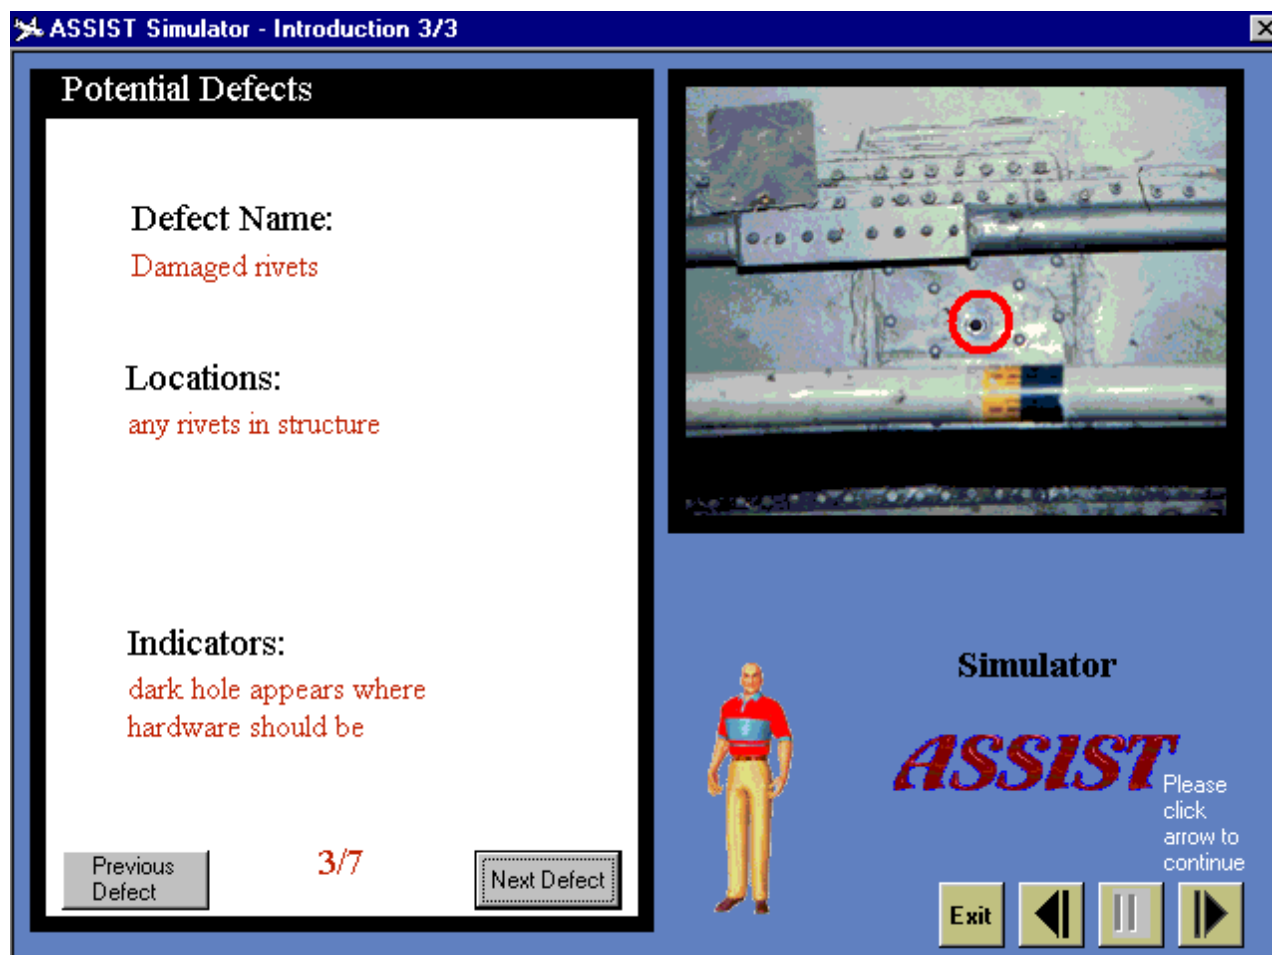 ASSIST Simulator - Introduction 3/3
Potential Defects
Defect Name:
Damaged rivets
Locations:
any rivets in structure
Indicators:
dark hole appears where
hardware should be
Previous
Defect
3/7
Next Defect
Simulator
ASSIST
Please
click
arrow to
continue
Exit